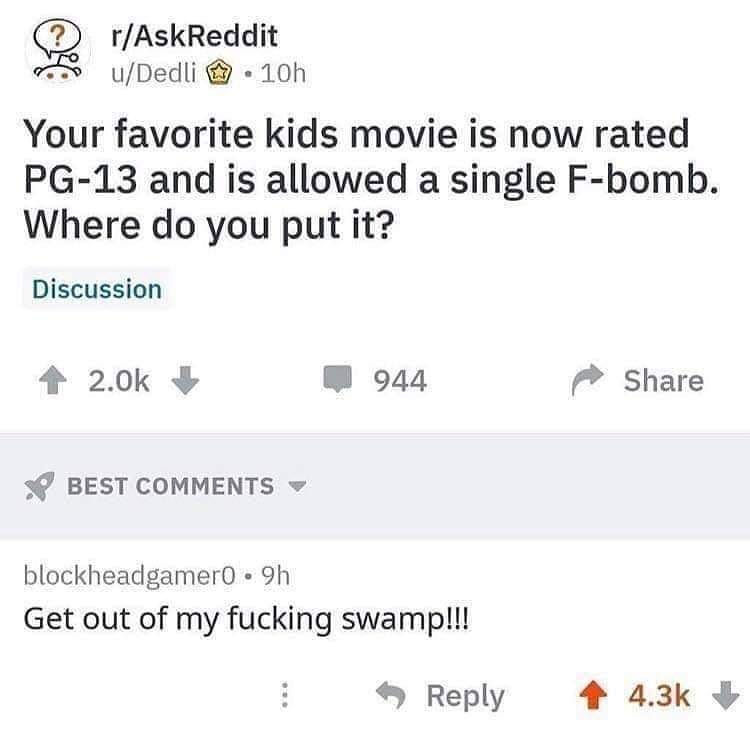 r/AskReddit
u/Dedli • 10h
Your favorite kids movie is now rated
PG-13 and is allowed a single F-bomb.
Where do you put it?
Discussion
2.0k 944 Share
BEST COMMENTS
blockheadgamer0 • 9h
Get out of my fucking swamp!!!
Reply 4.3k